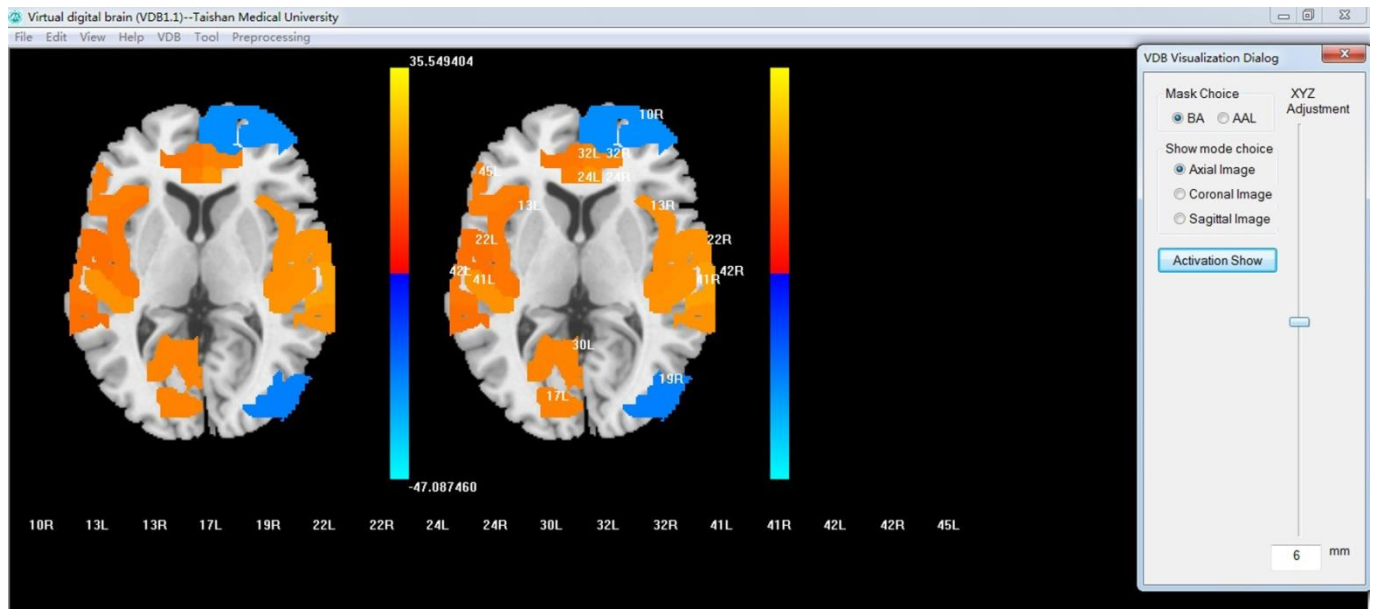 Virtual digital brain (VDB1.1)--Taishan Medical University
File Edit View Help VDB Tool Preprocessing
35.549404
-47.087460
10R
32L 32R
45L
24L 24R
13L
13R
22L
22R
42L
42R
41L
41R
30L
19R
17L
10R 13L 13R 17L 19R 22L 22R 24L 24R 30L 32L 32R 41L 41R 42L 42R 45L
VDB Visualization Dialog
Mask Choice
BA AAL
XYZ
Adjustment
Show mode choice
Axial Image
Coronal Image
Sagittal Image
Activation Show
6 mm